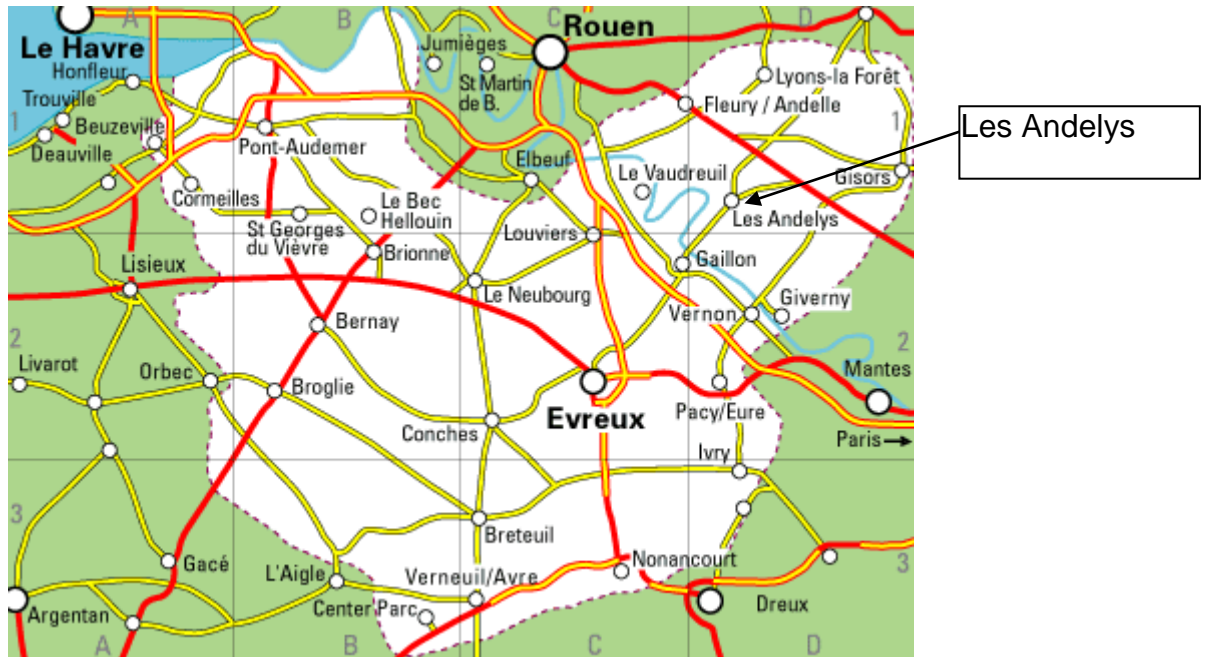 A
B
C
D
Le Havre
Rouen
Honfleur
Jumièges
St Martin
de B.
Lyons-la Forêt
Trouville
Fleury / Andelle
1
Beuzeville
1
Les Andelys
Deauville
Pont-Audemer
Elbeuf
Le Vaudreuil
Gisors
Cormeilles
Le Bec
Hellouin
Les Andelys
St Georges
du Vièvre
Louviers
Brionne
Gaillon
Lisieux
Le Neubourg
Giverny
Vernon
Bernay
2
2
Livarot
Orbec
Broglie
Mantes
Evreux
Pacy/Eure
Conches
Paris
Ivry
3
Breteuil
Nonancourt
3
Gacé
L'Aigle
Verneuil/Avre
Center Parc
Dreux
Argentan
A
B
C
D